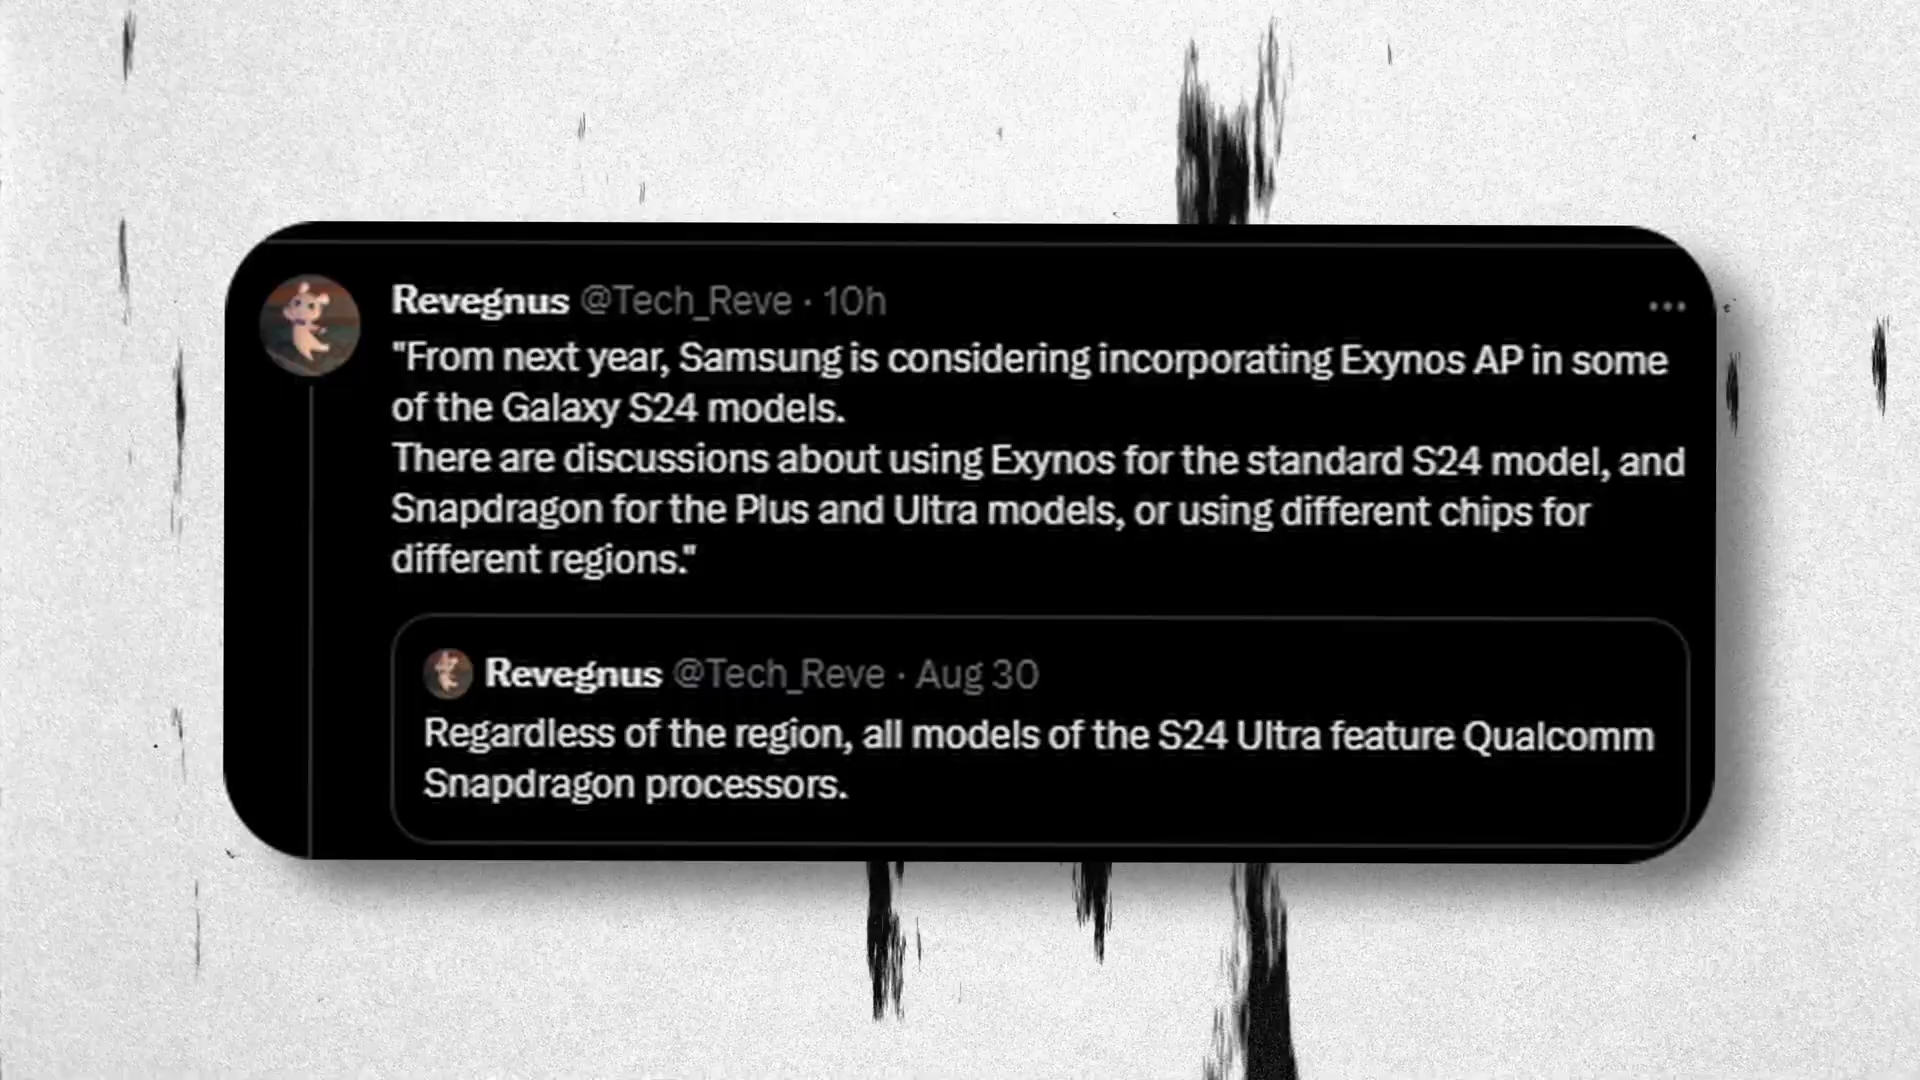 Revegnus @Tech_Reve · 10h
"From next year, Samsung is considering incorporating Exynos AP in some
of the Galaxy S24 models.
There are discussions about using Exynos for the standard S24 model, and
Snapdragon for the Plus and Ultra models, or using different chips for
different regions."
Revegnus @Tech_Reve · Aug 30
Regardless of the region, all models of the S24 Ultra feature Qualcomm
Snapdragon processors.